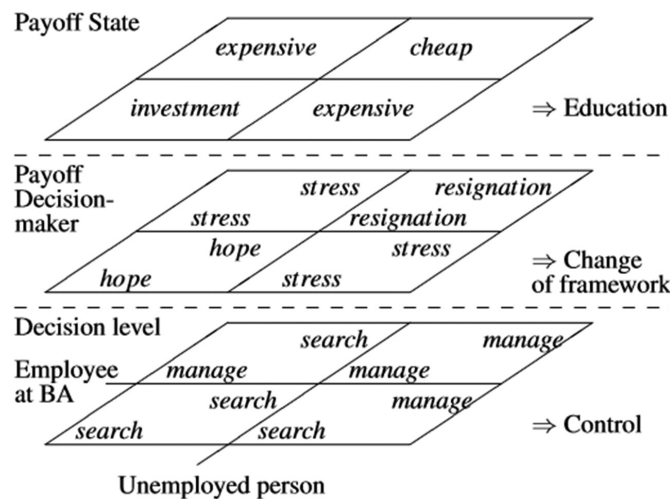 Payoff State
expensive cheap
investment expensive
⇒ Education
Payoff
Decision-
maker
stress resignation
stress resignation
hope stress
hope stress
⇒ Change
of framework
Decision level
search manage
Employee
at BA
manage manage
search manage
search search
⇒ Control
Unemployed person